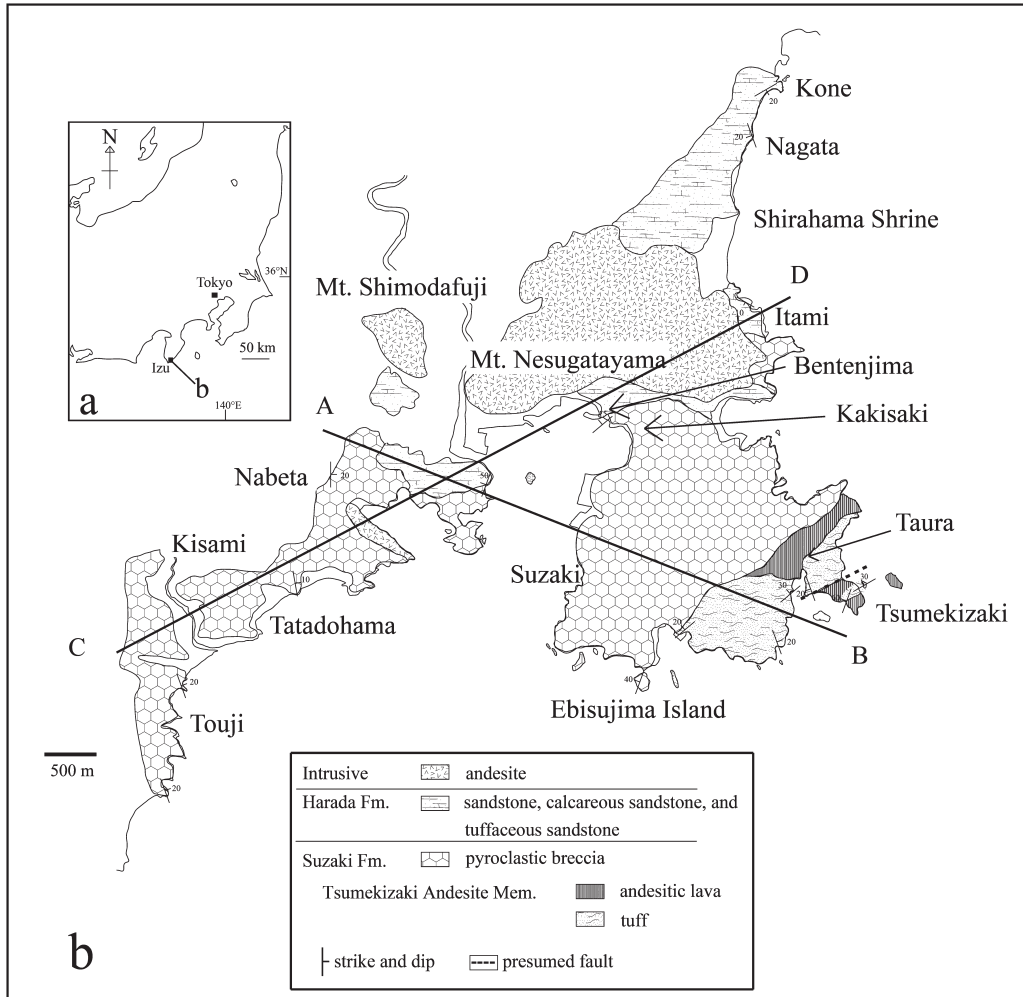 N
36°N
Tokyo
50 km
Izu
b
a
140°E
Kone
20
20
Nagata
Shirahama Shrine
Mt. Shimodafuji
D
Itami
Mt. Nesugatayama
Bentenjima
A
Kakisaki
Nabeta
20
50
Kisami
Taura
10
Suzaki
30
30
20
Tsumekizaki
Tatadohama
C
20
20
B
20
40
Touji
Ebisujima Island
500 m
20
Intrusive andesite
Harada Fm. sandstone, calcareous sandstone, and
tuffaceous sandstone
Suzaki Fm. pyroclastic breccia
Tsumekizaki Andesite Mem. andesitic lava
tuff
strike and dip presumed fault
b